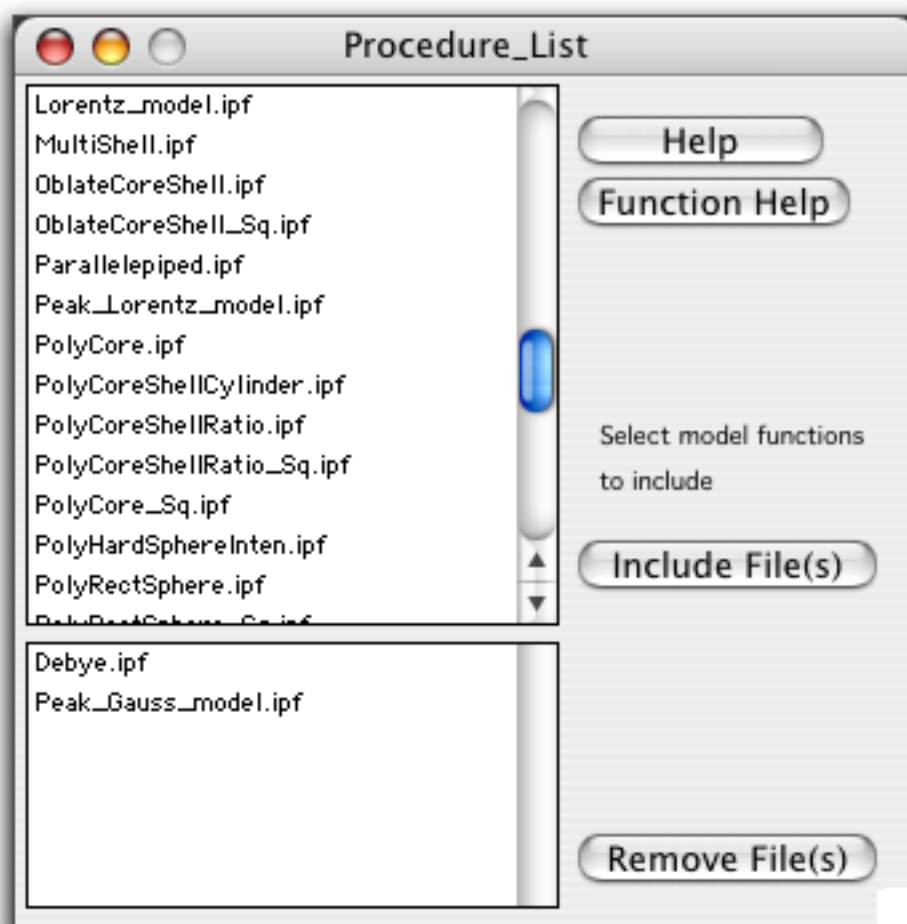 Procedure_List
Lorentz_model.ipf
MultiShell.ipf
OblateCoreShell.ipf
OblateCoreShell_Sq.ipf
Parallelepiped.ipf
Peak_Lorentz_model.ipf
PolyCore.ipf
PolyCoreShellCylinder.ipf
PolyCoreShellRatio.ipf
PolyCoreShellRatio_Sq.ipf
PolyCore_Sq.ipf
PolyHardSphereInten.ipf
PolyRectSphere.ipf
Help
Function Help
Select model functions
to include
Include File(s)
Debye.ipf
Peak_Gauss_model.ipf
Remove File(s)